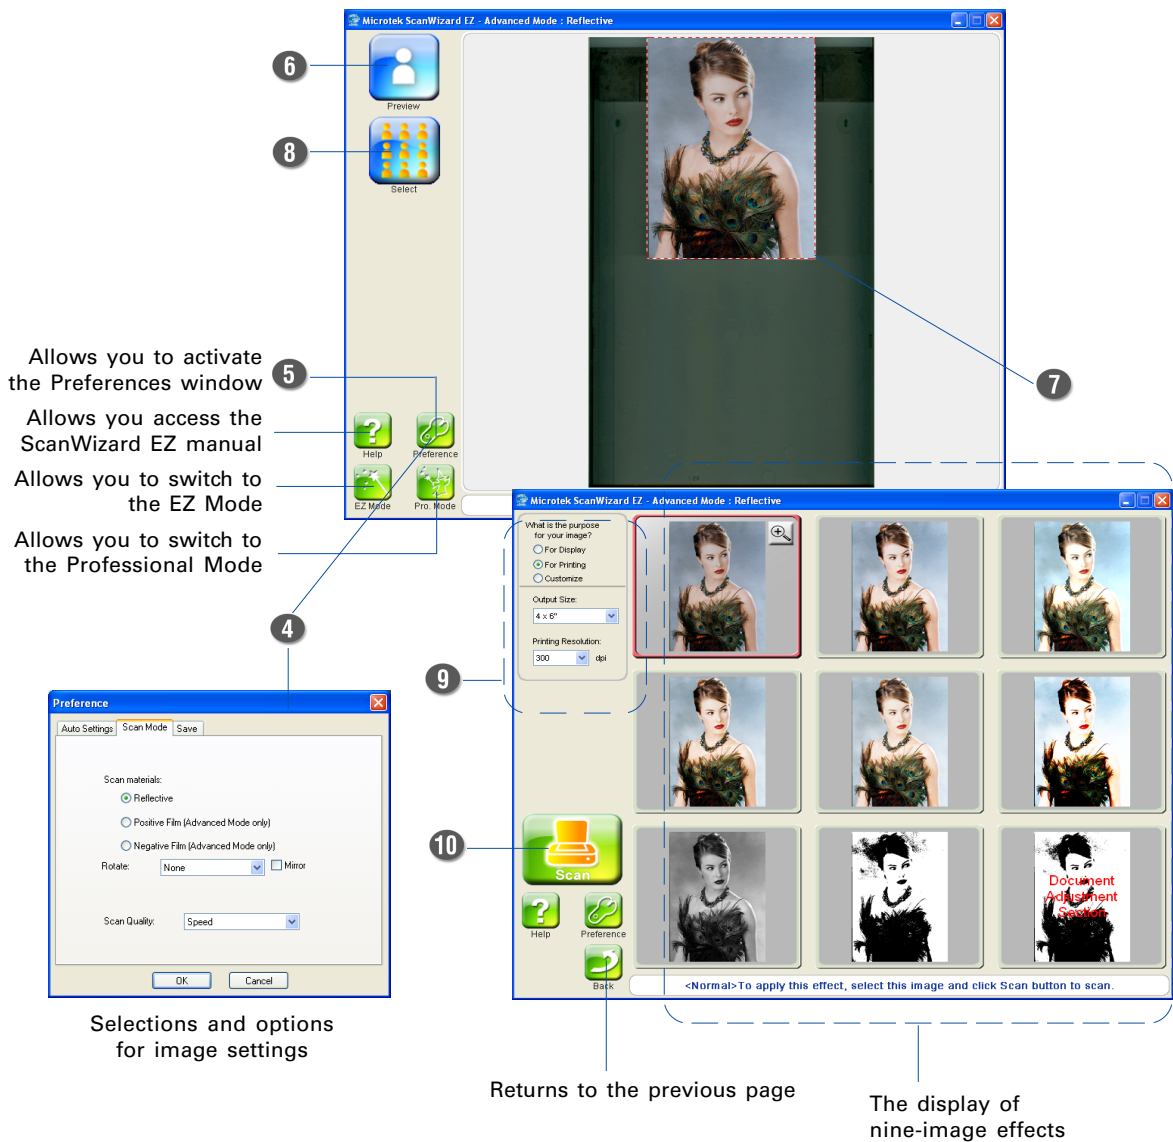 Microtek ScanWizard EZ - Advanced Mode : Reflective
6
Preview
8
Select
7
Allows you to activate
the Preferences window
5
Allows you access the
ScanWizard EZ manual
Help
Preference
Allows you to switch to
the EZ Mode
EZ Mode
Pro. Mode
Allows you to switch to
the Professional Mode
4
Preference
Auto Settings
Scan Mode
Save
Scan materials:
Reflective
Positive Film (Advanced Mode only)
Negative Film (Advanced Mode only)
Rotate:
None
Mirror
Scan Quality:
Speed
OK
Cancel
Selections and options
for image settings
Microtek ScanWizard EZ - Advanced Mode : Reflective
What is the purpose
for your image?
For Display
For Printing
Customize
Output Size:
4 x 6"
Printing Resolution:
300
dpi
9
10
Scan
Help
Preference
Back
Document
Adjustment
Section
<Normal>To apply this effect, select this image and click Scan button to scan.
Returns to the previous page
The display of
nine-image effects